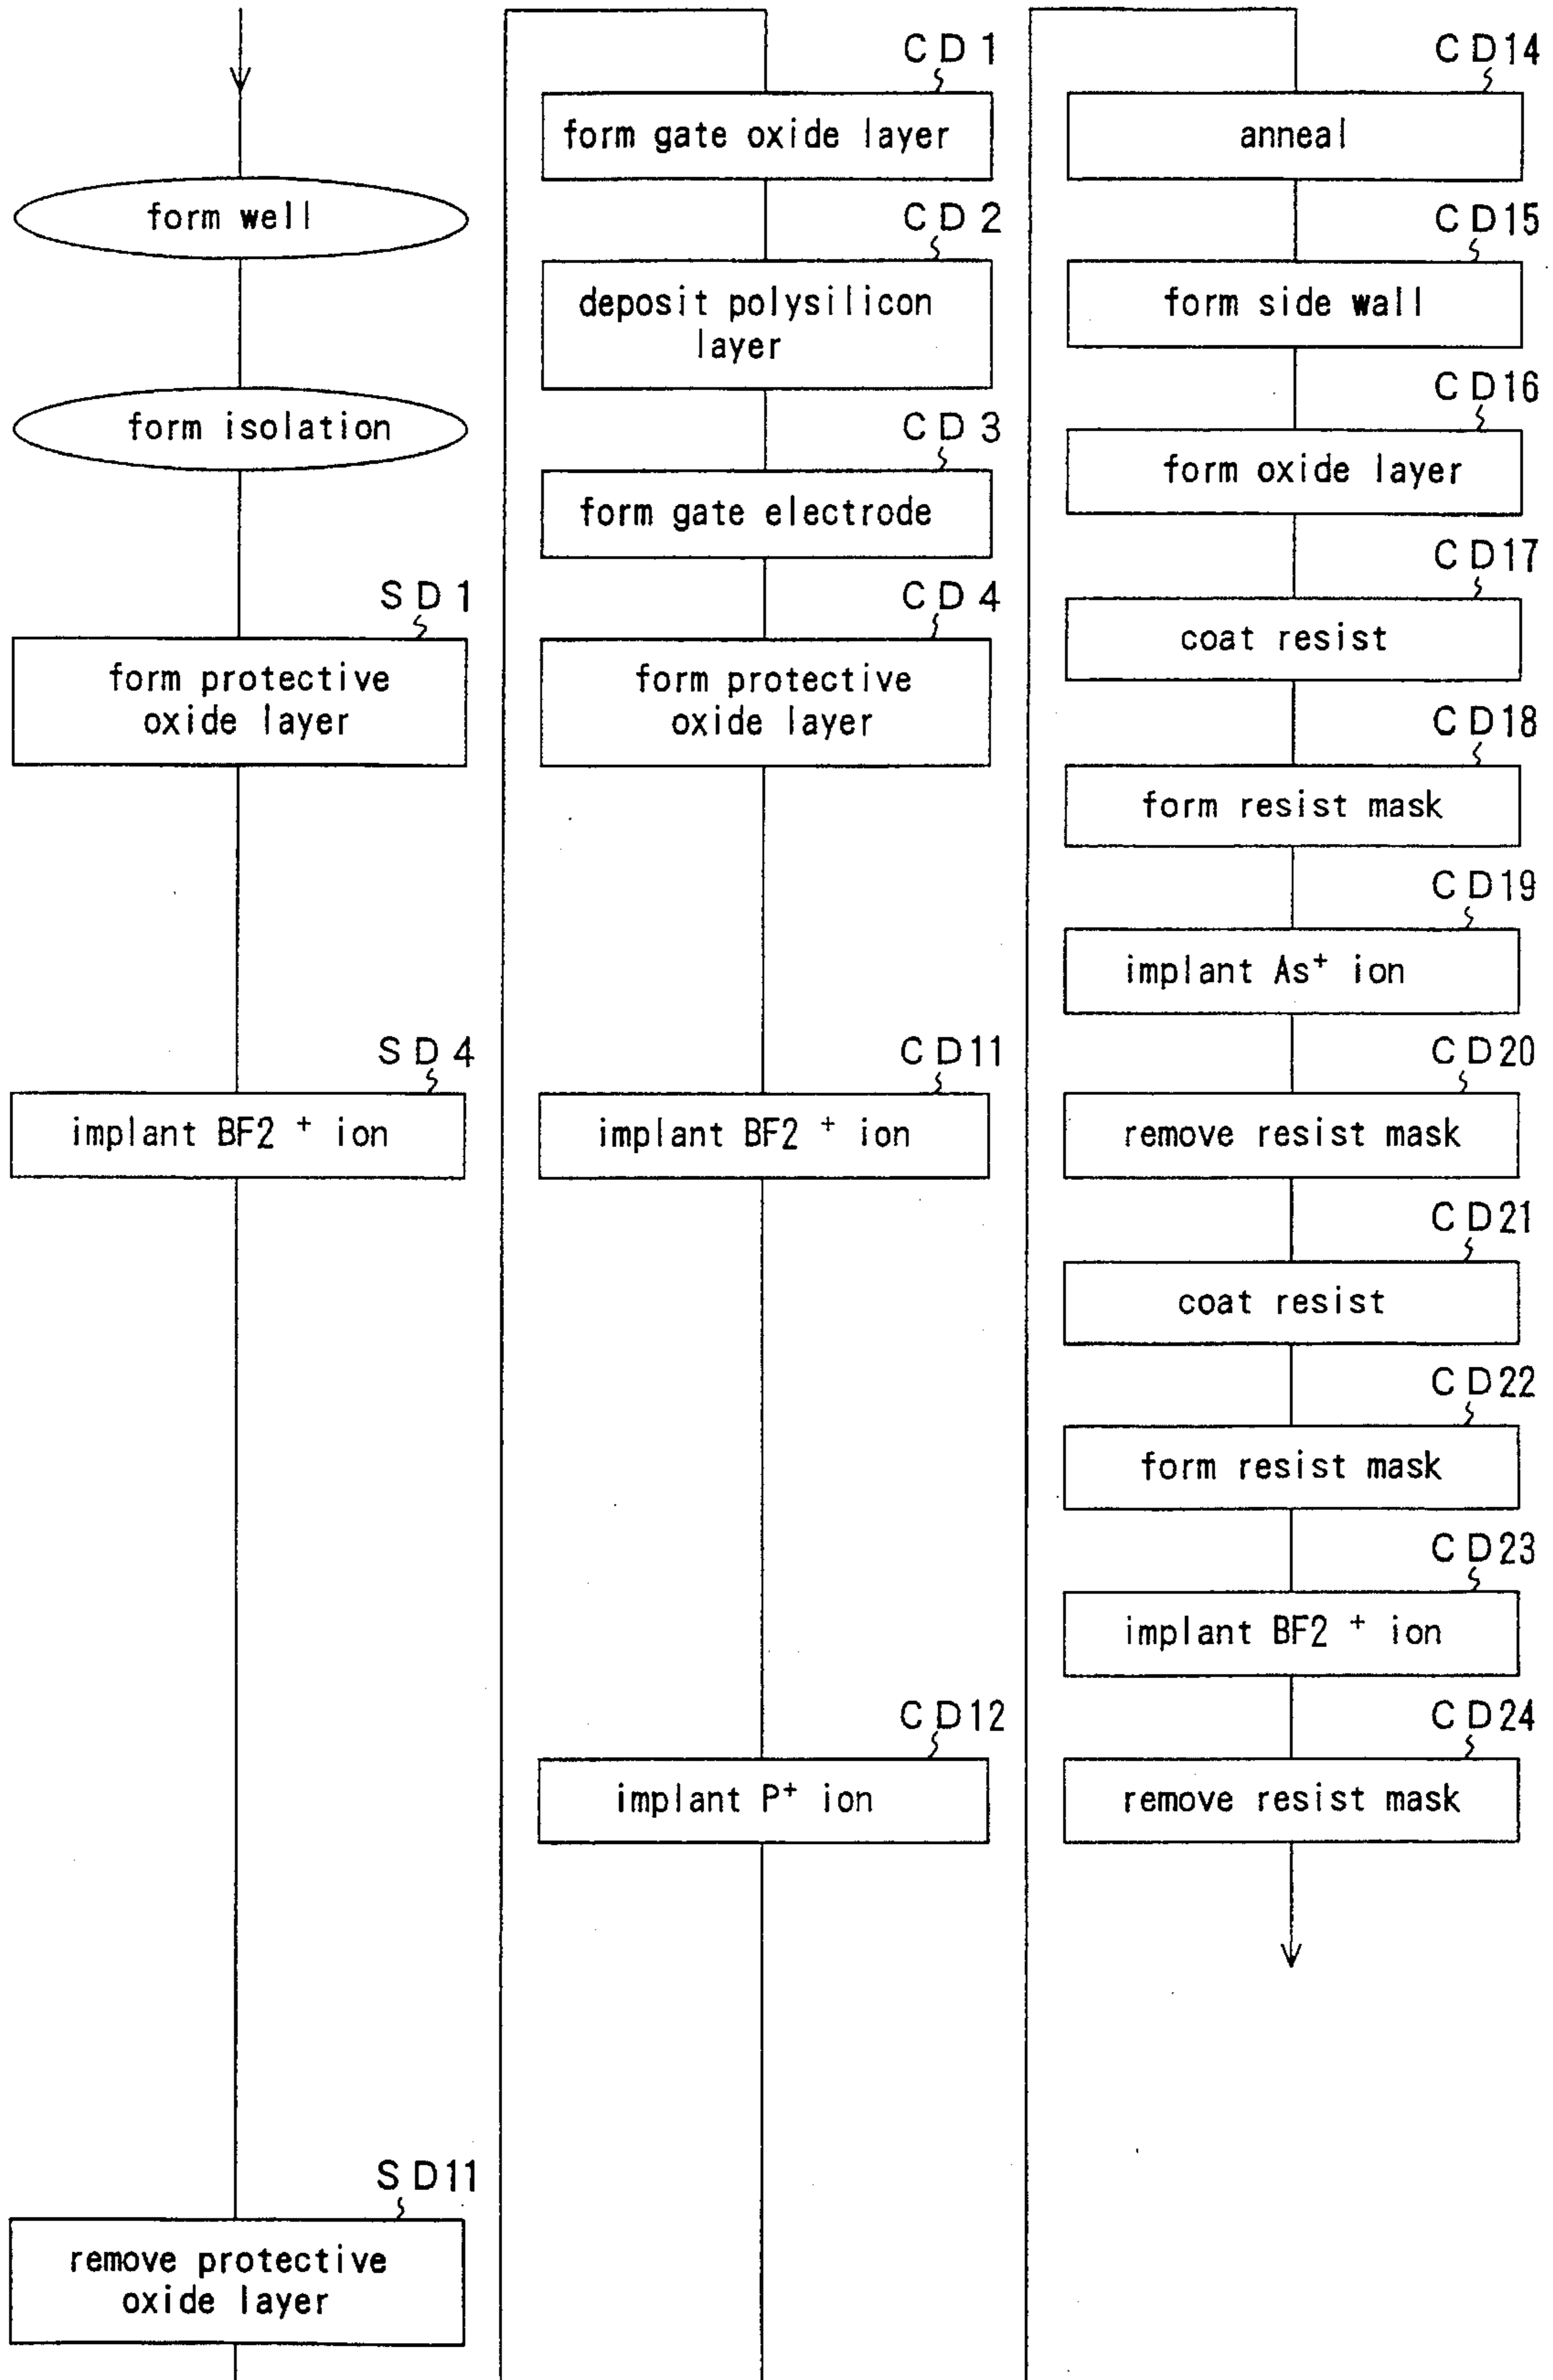 form well
form isolation
SD1
form protective
oxide layer
SD4
implant BF2 + ion
SD11
remove protective
oxide layer
CD1
form gate oxide layer
CD2
deposit polysilicon
layer
CD3
form gate electrode
CD4
form protective
oxide layer
CD11
implant BF2 + ion
CD12
implant P+ ion
CD14
anneal
CD15
form side wall
CD16
form oxide layer
CD17
coat resist
CD18
form resist mask
CD19
implant As+ ion
CD20
remove resist mask
CD21
coat resist
CD22
form resist mask
CD23
implant BF2 + ion
CD24
remove resist mask